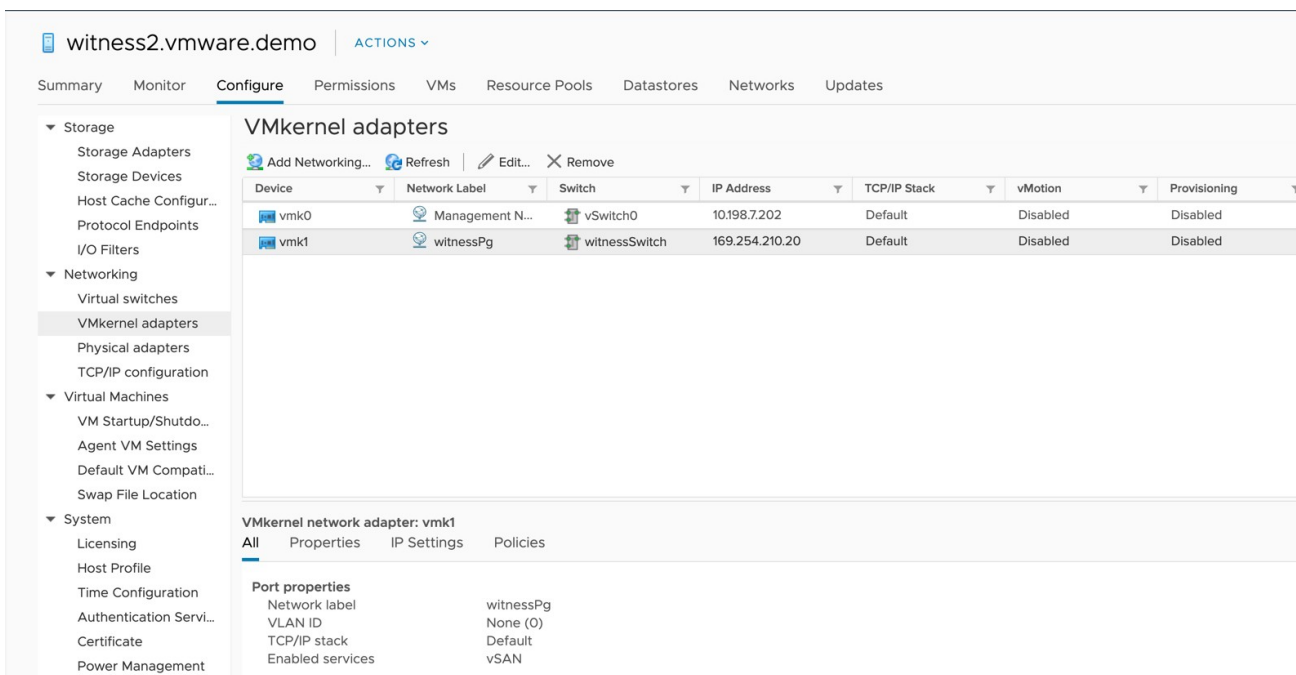 witness2.vmware.demo ACTIONS
Summary Monitor Configure Permissions VMs Resource Pools Datastores Networks Updates
Storage
Storage Adapters
Storage Devices
Host Cache Configur...
Protocol Endpoints
I/O Filters
Networking
Virtual switches
VMkernel adapters
Physical adapters
TCP/IP configuration
Virtual Machines
VM Startup/Shutdo...
Agent VM Settings
Default VM Compati...
Swap File Location
System
Licensing
Host Profile
Time Configuration
Authentication Servi...
Certificate
Power Management
VMkernel adapters
Add Networking... Refresh Edit... Remove
Device Network Label Switch IP Address TCP/IP Stack vMotion Provisioning
vmk0 Management N... vSwitch0 10.198.7.202 Default Disabled Disabled
vmk1 witnessPg witnessSwitch 169.254.210.20 Default Disabled Disabled
VMkernel network adapter: vmk1
All Properties IP Settings Policies
Port properties
Network label witnessPg
VLAN ID None (0)
TCP/IP stack Default
Enabled services vSAN